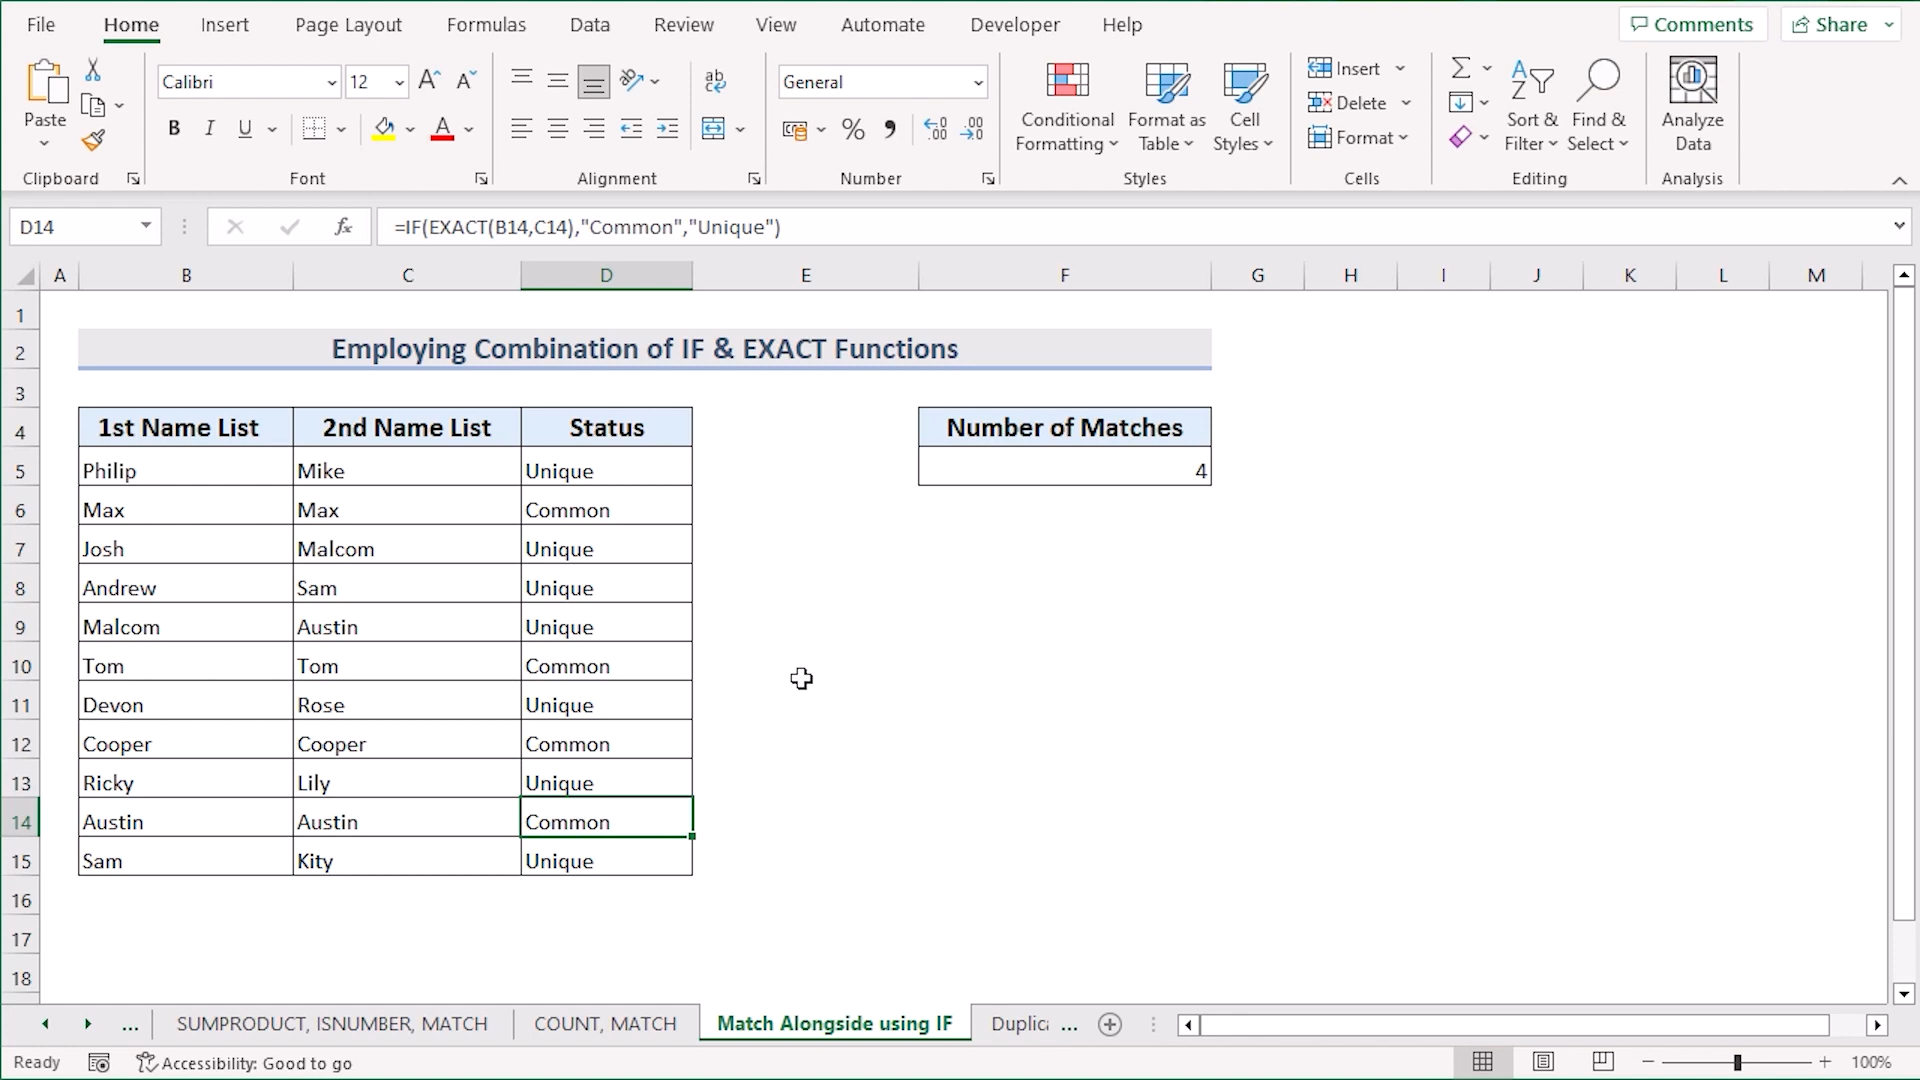 File Home Insert Page Layout Formulas Data Review View Automate Developer Help Comments Share
Calibri 12 General
Paste
B I U
ab
Conditional Formatting
Format as Table
Cell Styles
Insert
Delete
Format
Sort & Filter
Find & Select
Analyze Data
Clipboard Font Alignment Number Styles Cells Editing Analysis
D14 fx =IF(EXACT(B14,C14),"Common","Unique")
A B C D E F G H I J K L M
1
2 Employing Combination of IF & EXACT Functions
3
4 1st Name List 2nd Name List Status Number of Matches
5 Philip Mike Unique 4
6 Max Max Common
7 Josh Malcom Unique
8 Andrew Sam Unique
9 Malcom Austin Unique
10 Tom Tom Common
11 Devon Rose Unique
12 Cooper Cooper Common
13 Ricky Lily Unique
14 Austin Austin Common
15 Sam Kity Unique
16
17
18
... SUMPRODUCT, ISNUMBER, MATCH COUNT, MATCH Match Alongside using IF Duplica ...
Ready Accessibility: Good to go 100%